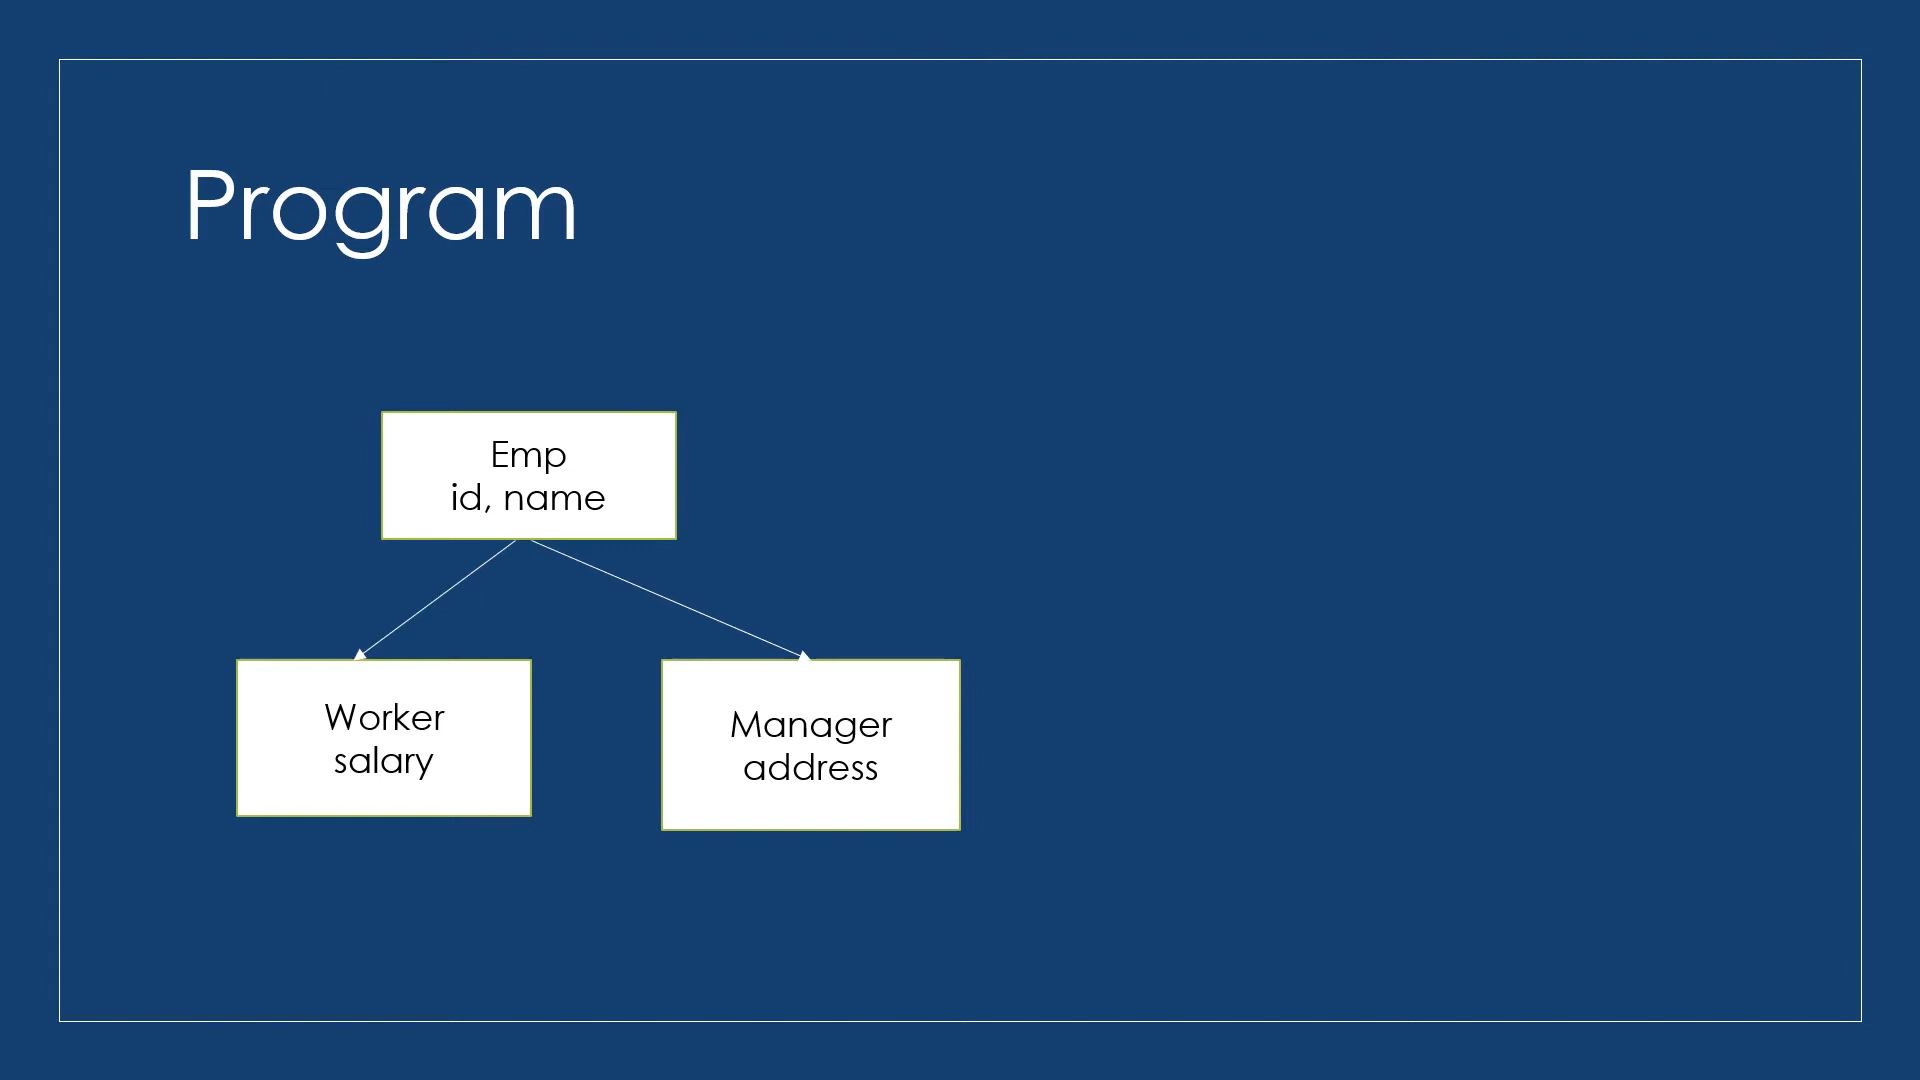 Program
Emp
id, name
Worker
salary
Manager
address